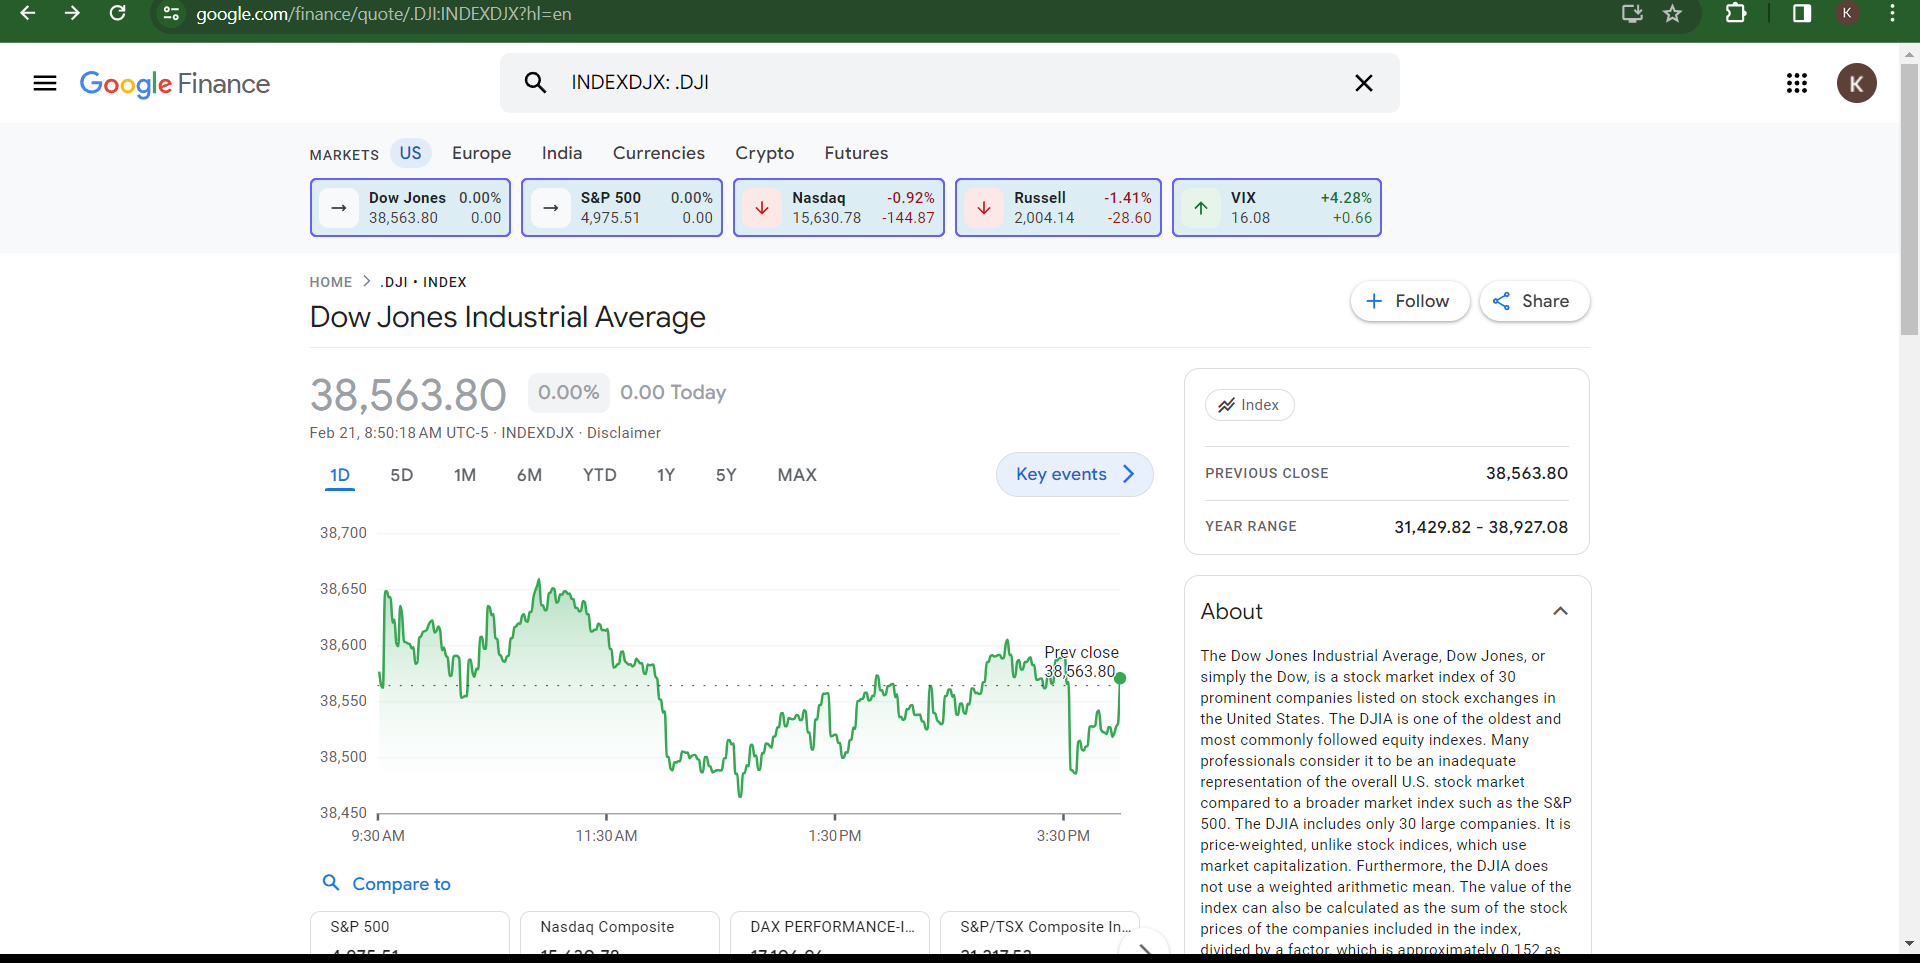 google.com/finance/quote/.DJI:INDEXDJX?hl=en
K
Google Finance
INDEXDJX: .DJI
K
MARKETS
US
Europe
India
Currencies
Crypto
Futures
Dow Jones 0.00%
38,563.80 0.00
S&P 500 0.00%
4,975.51 0.00
Nasdaq -0.92%
15,630.78 -144.87
Russell -1.41%
2,004.14 -28.60
VIX +4.28%
16.08 +0.66
HOME > .DJI • INDEX
Dow Jones Industrial Average
Follow
Share
38,563.80 0.00% 0.00 Today
Feb 21, 8:50:18 AM UTC-5 · INDEXDJX · Disclaimer
1D 5D 1M 6M YTD 1Y 5Y MAX
Key events
38,700
38,650
38,600
38,550
38,500
38,450
Prev close
38,563.80
9:30 AM 11:30 AM 1:30 PM 3:30 PM
Compare to
S&P 500
Nasdaq Composite
DAX PERFORMANCE-I...
S&P/TSX Composite In...
Index
PREVIOUS CLOSE 38,563.80
YEAR RANGE 31,429.82 - 38,927.08
About
The Dow Jones Industrial Average, Dow Jones, or
simply the Dow, is a stock market index of 30
prominent companies listed on stock exchanges in
the United States. The DJIA is one of the oldest and
most commonly followed equity indexes. Many
professionals consider it to be an inadequate
representation of the overall U.S. stock market
compared to a broader market index such as the S&P
500. The DJIA includes only 30 large companies. It is
price-weighted, unlike stock indices, which use
market capitalization. Furthermore, the DJIA does
not use a weighted arithmetic mean. The value of the
index can also be calculated as the sum of the stock
prices of the companies included in the index,
divided by a factor, which is approximately 0.152 as